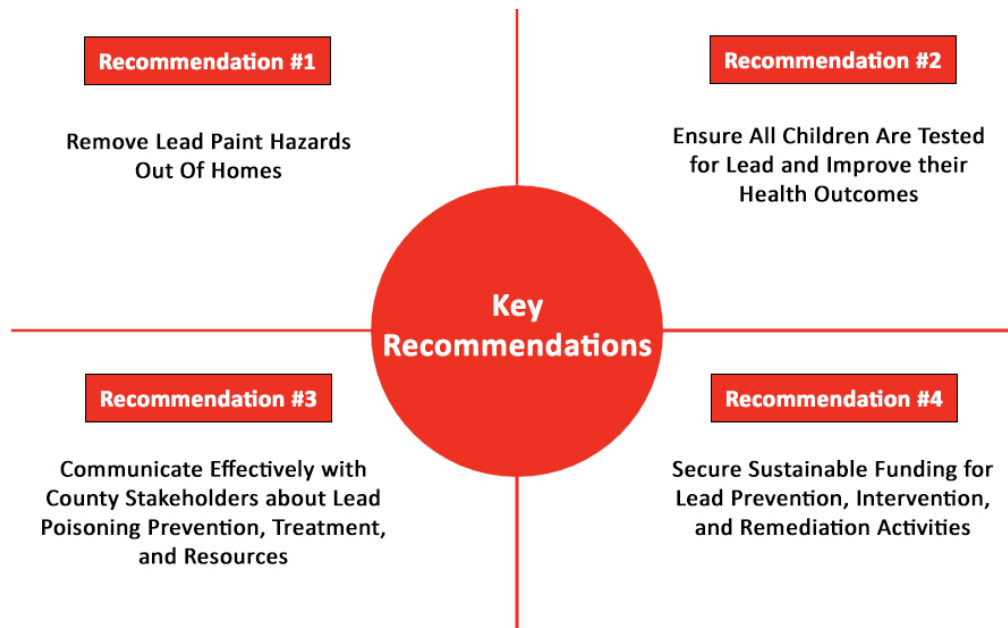 Recommendation #1
Remove Lead Paint Hazards
Out Of Homes
Recommendation #2
Ensure All Children Are Tested
for Lead and Improve their
Health Outcomes
Key
Recommendations
Recommendation #3
Communicate Effectively with
County Stakeholders about Lead
Poisoning Prevention, Treatment,
and Resources
Recommendation #4
Secure Sustainable Funding for
Lead Prevention, Intervention,
and Remediation Activities